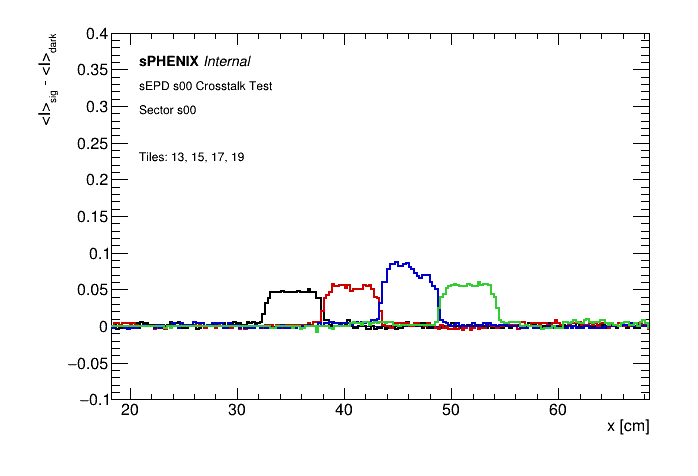 <I>sig - <I>dark
0.4
0.35
0.3
0.25
0.2
0.15
0.1
0.05
0
−0.05
−0.1
sPHENIX Internal
sEPD s00 Crosstalk Test
Sector s00
Tiles: 13, 15, 17, 19
20 30 40 50 60
x [cm]